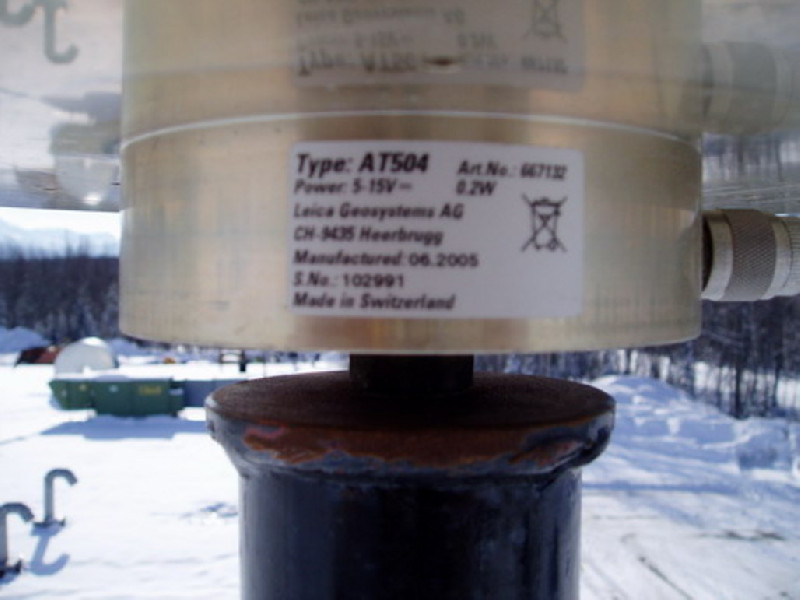 Type: AT504 Art.No.: 667132
Power: 5-15V⎓ 0.2W
Leica Geosystems AG
CH-9435 Heerbrugg
Manufactured: 06.2005
S.No.: 102991
Made in Switzerland